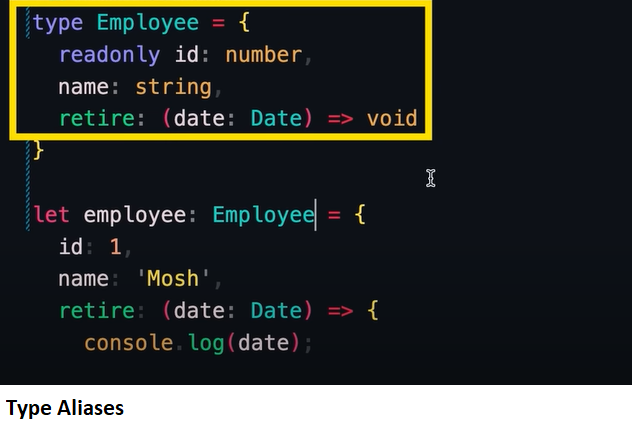 type Employee = {
readonly id: number,
name: string,
retire: (date: Date) => void
}
let employee: Employee = {
id: 1,
name: 'Mosh',
retire: (date: Date) => {
console.log(date);
Type Aliases